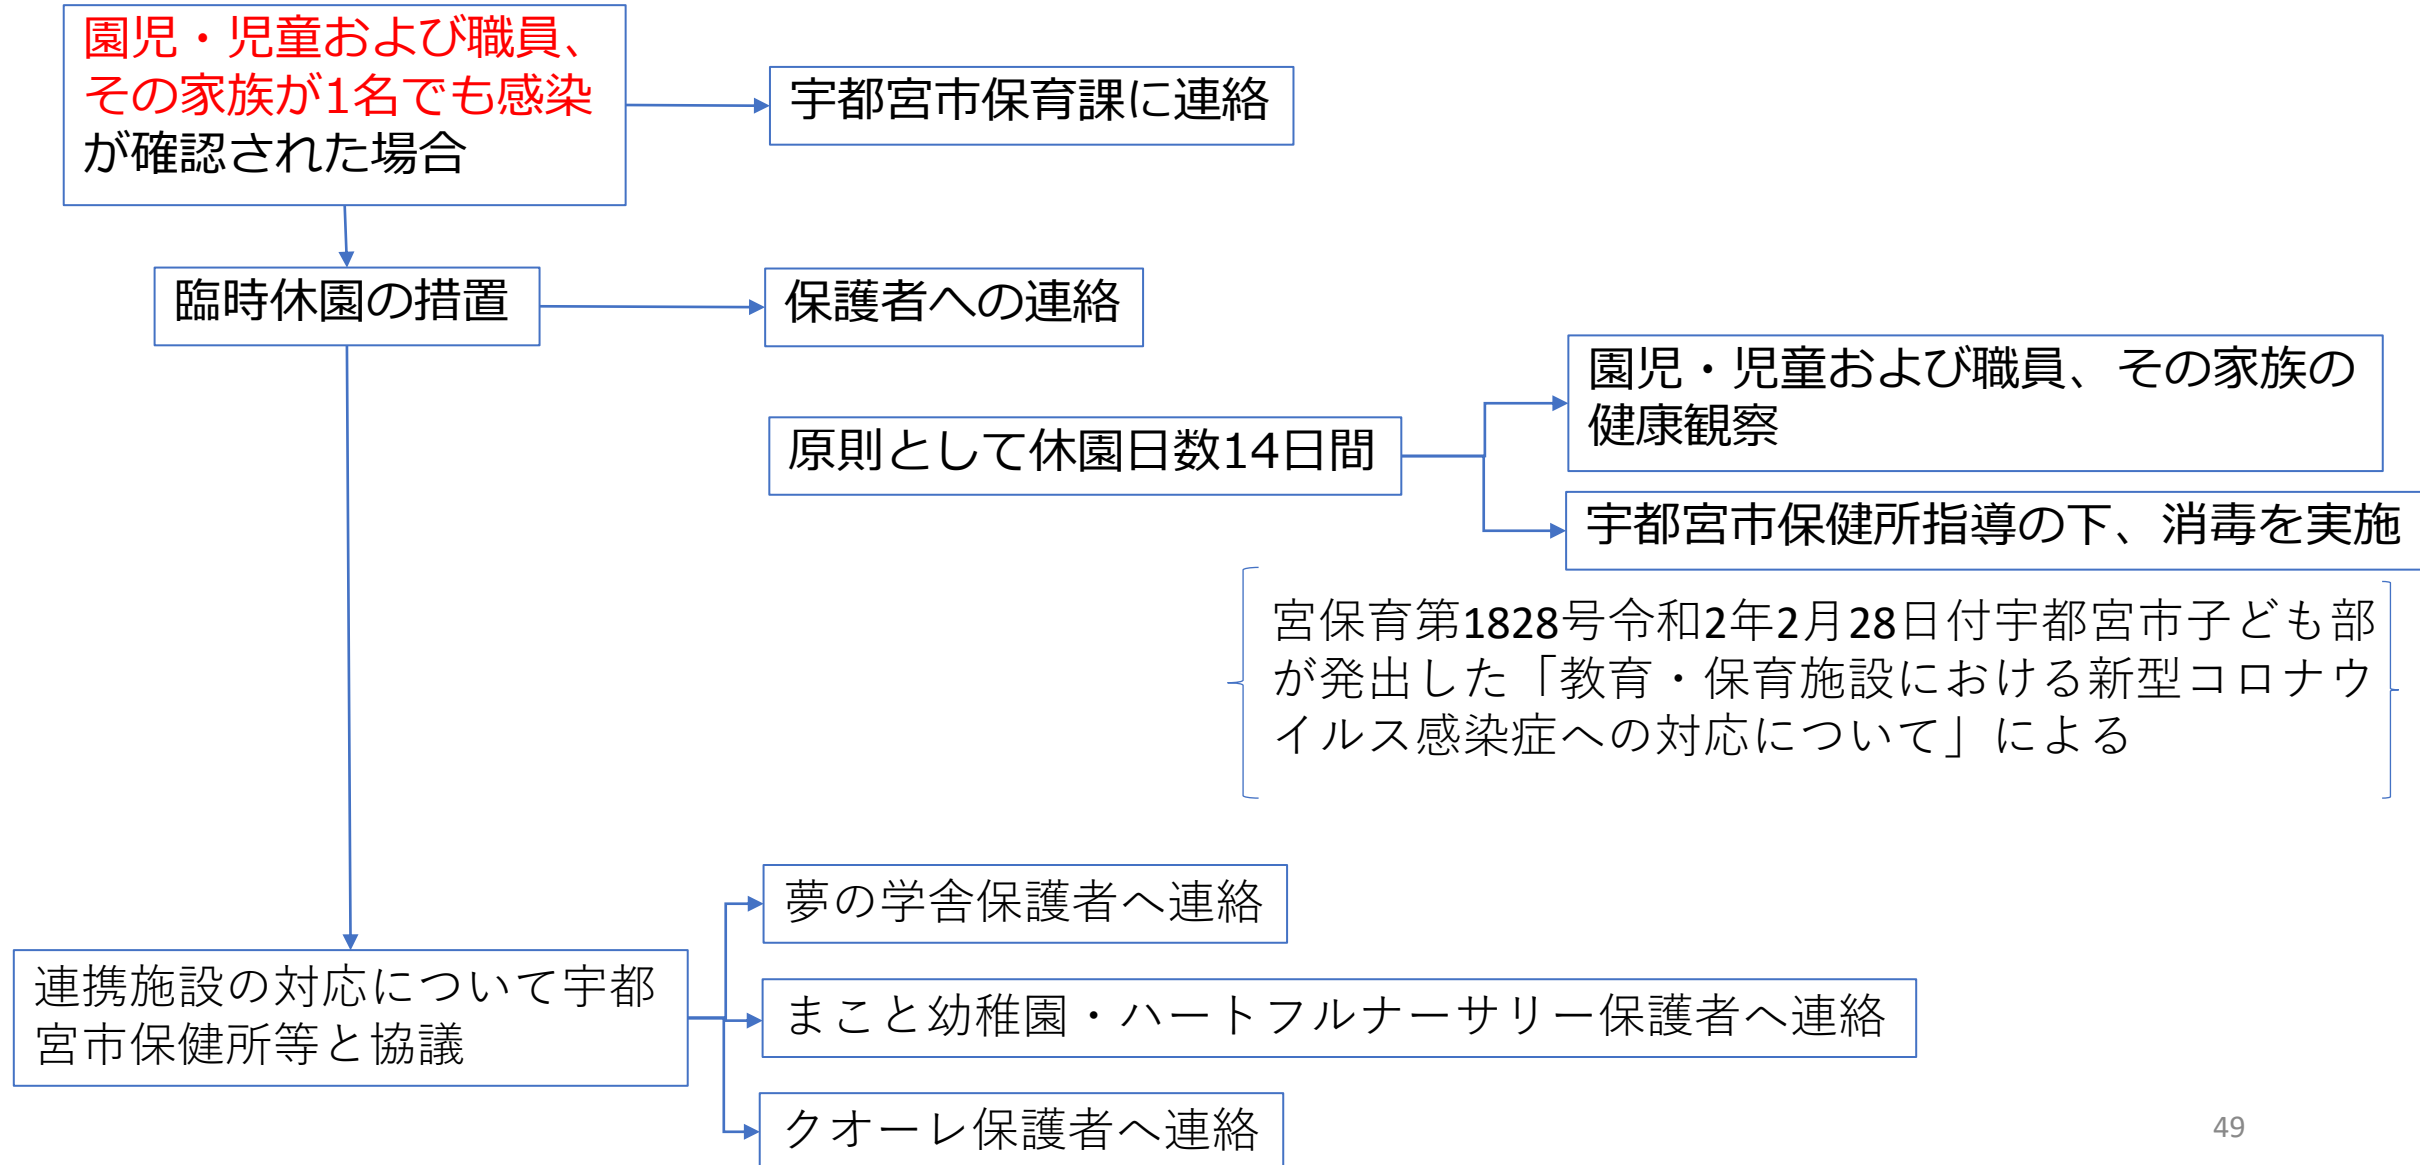 園児・児童および職員、
その家族が1名でも感染
が確認された場合
宇都宮市保育課に連絡
臨時休園の措置
保護者への連絡
原則として休園日数14日間
園児・児童および職員、その家族の
健康観察
宇都宮市保健所指導の下、消毒を実施
宮保育第1828号令和2年2月28日付宇都宮市子ども部
が発出した「教育・保育施設における新型コロナウ
イルス感染症への対応について」による
連携施設の対応について宇都
宮市保健所等と協議
夢の学舎保護者へ連絡
まこと幼稚園・ハートフルナーサリー保護者へ連絡
クオーレ保護者へ連絡
49